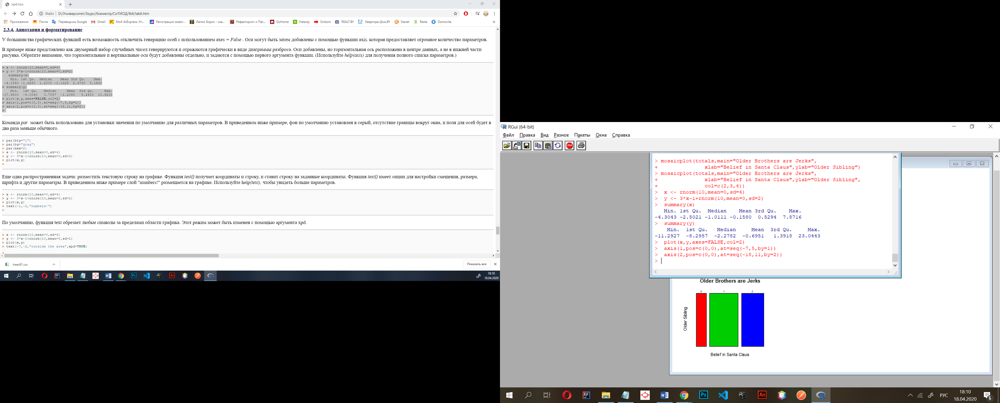 lab6.htm
Файл D:/Университет/3курс/6семестр/СиТИОД/lb6/lab6.htm
Приложения Почта Переводчик Google Gmail Мой AliExpress: Уп... Регистрация новог... Лапин Борис - ска... Рефакторинг и Пат... GoHome Hata.by Sindom REALT.BY Квартира-Дом.BY Slanet Resta Domovita
2.3.4. Аннотация и форматирование
У большинства графических функций есть возможность отключить генерацию осей с использованием axes = False . Оси могут быть затем добавлены с помощью функции axis, которая предоставляет огромное количество параметров.
В примере ниже представлено как двумерный набор случайных чисел генерируются и отражаются графически в виде диаграммы разброса. Оси добавлены, но горизонтальная ось расположена в центре данных, а не в нижней части
рисунка. Обратите внимание, что горизонтальные и вертикальные оси будут добавлены отдельно, и задаются с помощью первого аргумента функции. (Используйте help(axis) для получения полного списка параметров.)
> x <- rnorm(10,mean=0,sd=4)
> y <- 3*x-1+rnorm(10,mean=0,sd=2)
summary(x)
Min. 1st Qu. Median Mean 3rd Qu. Max.
-6.1550 -1.9280 1.2000 -0.1425 2.4780 3.1630
> summary(y)
Min. 1st Qu. Median Mean 3rd Qu. Max.
-17.9800 -9.0060 0.7057 -1.2060 8.2600 10.9200
> plot(x,y,axes=FALSE,col=2)
> axis(1,pos=c(0,0),at=seq(-7,5,by=1))
> axis(2,pos=c(0,0),at=seq(-18,11,by=2))
>
Команда par может быть использована для установки значения по умолчанию для различных параметров. В приведенном ниже примере, фон по умолчанию установлен в серый, отсутствие границы вокруг окна, и поля для осей будет в
два раза меньше обычного.
> par(bty="l")
> par(bg="gray")
> par(mex=2)
> x <- rnorm(10,mean=0,sd=4)
> y <- 3*x-1+rnorm(10,mean=0,sd=2)
> plot(x,y)
>
Еще одна распространенная задача: разместить текстовую строку на графике. Функция text() получает координаты и строку, и ставит строку на заданные координаты. Функция text() имеет опции для настройки смещения, размера,
шрифта и другие параметры. В приведенном ниже примере слой "numbers!" размещается на графике. Используйте help(text), чтобы увидеть больше параметров.
> x <- rnorm(10,mean=0,sd=4)
> y <- 3*x-1+rnorm(10,mean=0,sd=2)
> plot(x,y)
> text(-1,-2,"numbers!")
>
По умолчанию, функция text обрезает любые символы за пределами области графика. Этот режим может быть изменен с помощью аргумента xpd.
> x <- rnorm(10,mean=0,sd=4)
> y <- 3*x-1+rnorm(10,mean=0,sd=2)
> plot(x,y)
> text(-7,-2,"outside the area",xpd=TRUE)
>
trees91.csv Показать все
18:10
18.04.2020
RGui (64-bit)
Файл Правка Вид Разное Пакеты Окна Справка
STOP
> mosaicplot(totals,main="Older Brothers are Jerks",
+ xlab="Belief in Santa Claus",ylab="Older Sibling")
> mosaicplot(totals,main="Older Brothers are Jerks",
+ xlab="Belief in Santa Claus",ylab="Older Sibling",
+ col=c(2,3,4))
> x <- rnorm(10,mean=0,sd=4)
> y <- 3*x-1+rnorm(10,mean=0,sd=2)
> summary(x)
Min. 1st Qu. Median Mean 3rd Qu. Max.
-4.3043 -2.5021 -1.0111 -0.1580 0.5294 7.8716
> summary(y)
Min. 1st Qu. Median Mean 3rd Qu. Max.
-11.2927 -8.2957 -2.2782 -0.6951 1.3918 23.0443
> plot(x,y,axes=FALSE,col=2)
> axis(1,pos=c(0,0),at=seq(-7,5,by=1))
> axis(2,pos=c(0,0),at=seq(-18,11,by=2))
>
Older Brothers are Jerks
0 1 2
Older Sibling
Belief in Santa Claus
РУС
18:10
18.04.2020
6